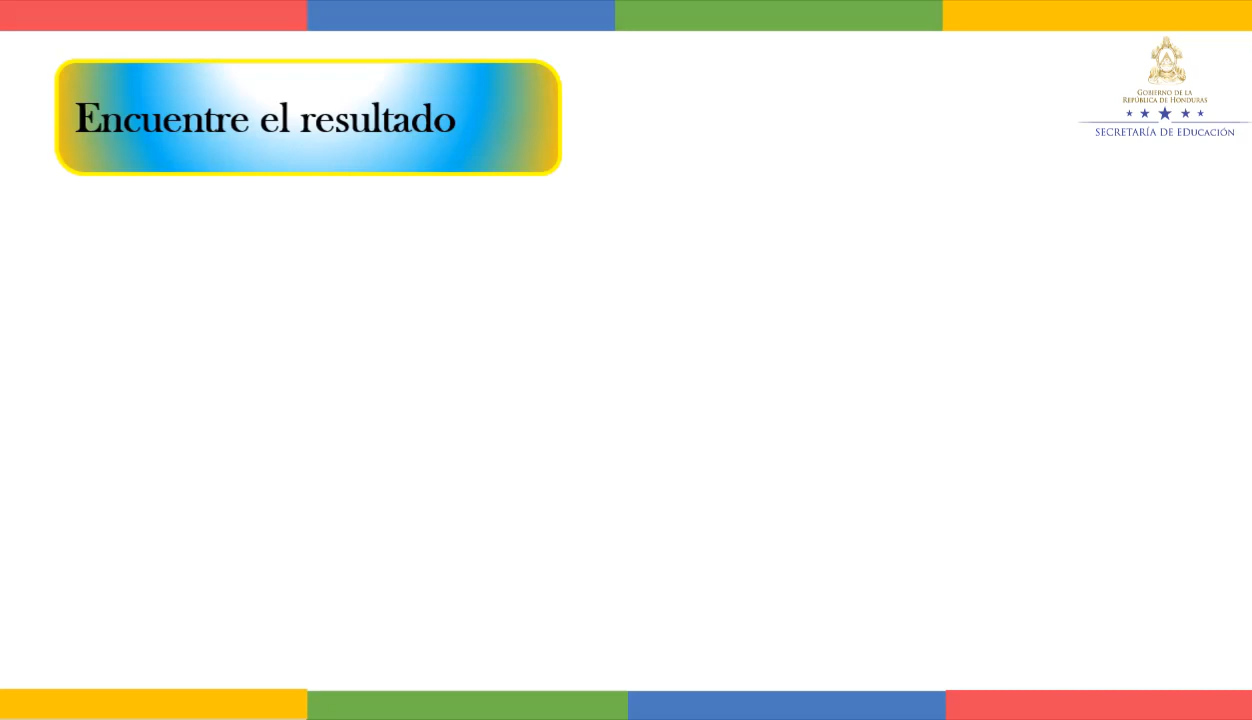 Encuentre el resultado
GOBIERNO DE LA
REPÚBLICA DE HONDURAS
SECRETARÍA DE EDUCACIÓN